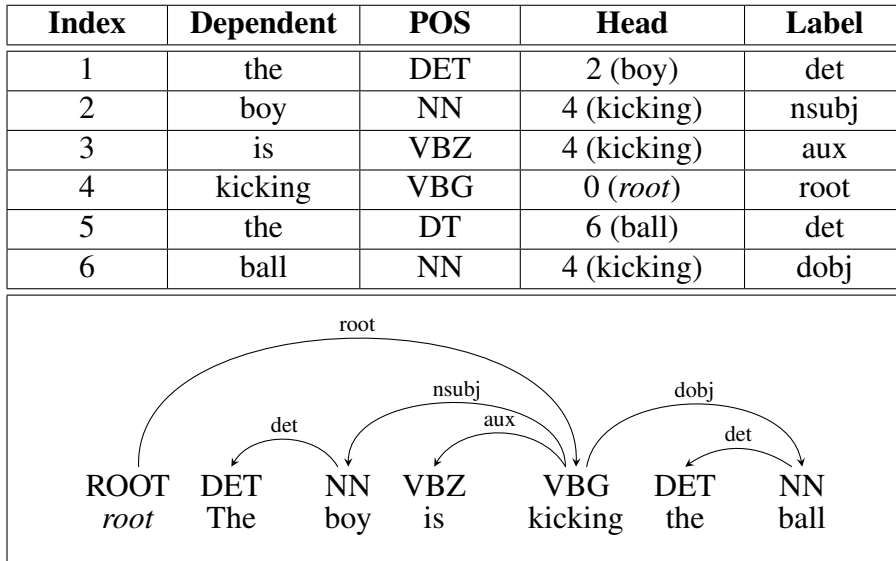 Index Dependent POS Head Label
1 the DET 2 (boy) det
2 boy NN 4 (kicking) nsubj
3 is VBZ 4 (kicking) aux
4 kicking VBG 0 (root) root
5 the DT 6 (ball) det
6 ball NN 4 (kicking) dobj
root
nsubj dobj
det aux det
ROOT DET NN VBZ VBG DET NN
root The boy is kicking the ball